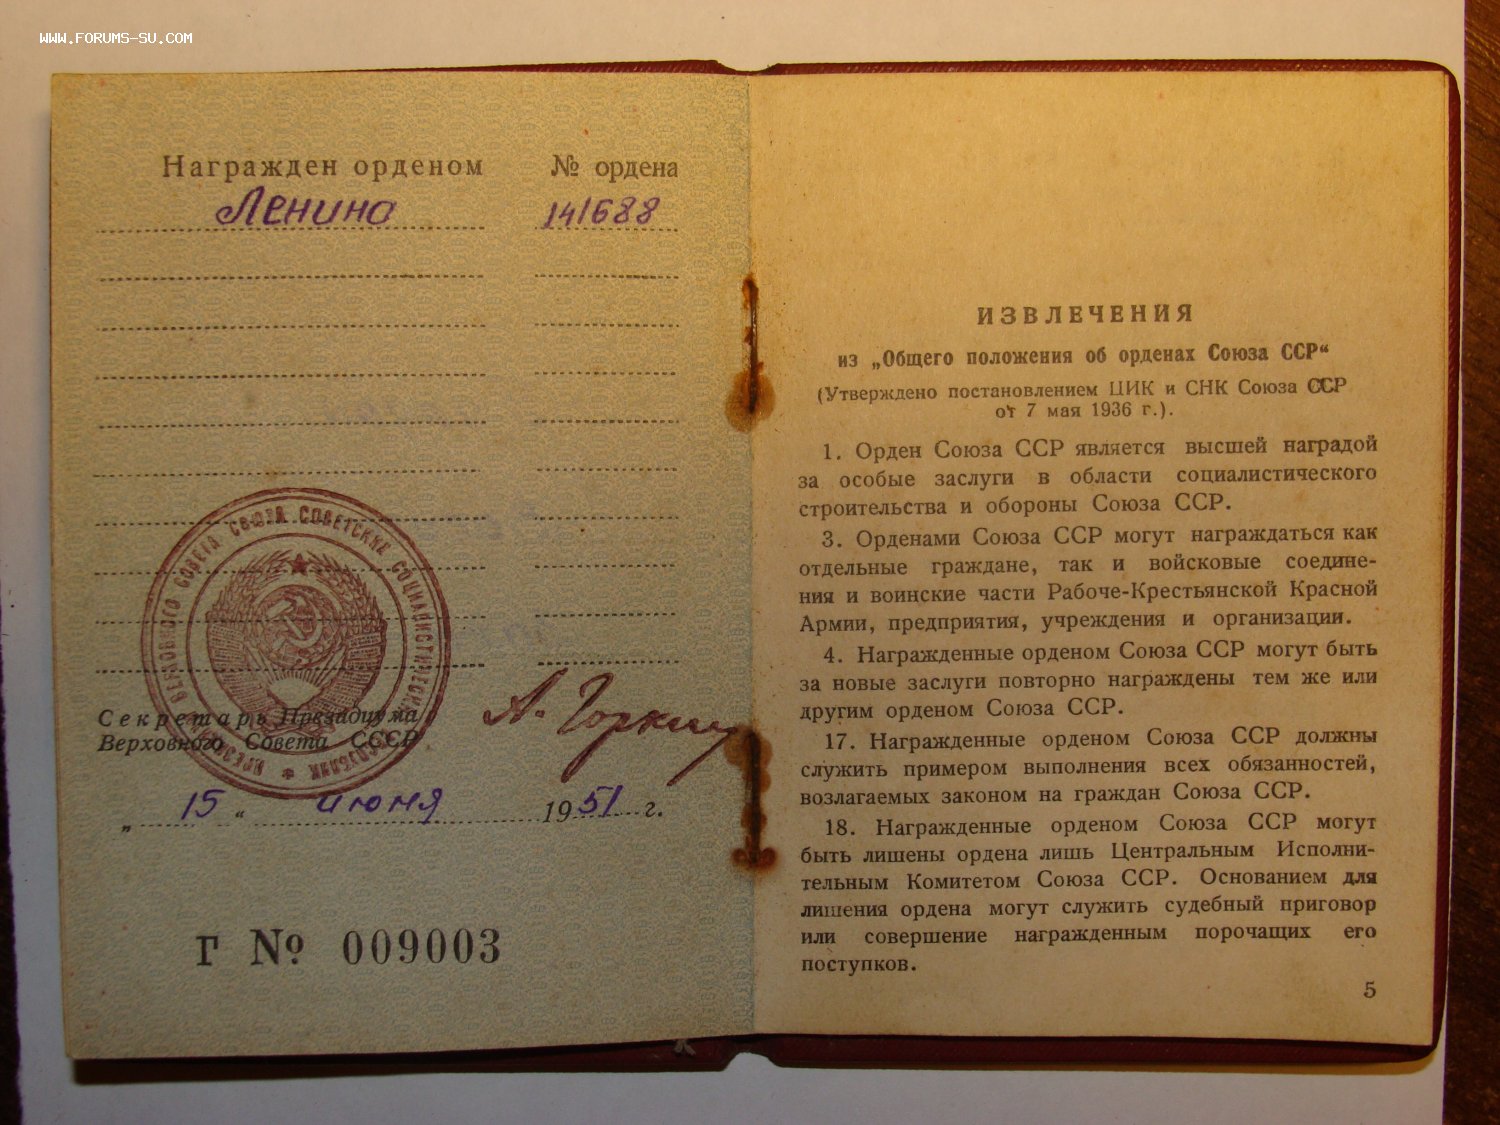 WWW.FORUMS-SU.COM
Награжден орденом № ордена
Ленина 141688
ПРЕЗИДИУМ ВЕРХОВНОГО СОВЕТА СОЮЗА СОВЕТСКИХ СОЦИАЛИСТИЧЕСКИХ РЕСПУБЛИК
Секретарь Президиума
Верховного Совета СССР
А. Горкин
„ 15 “ июня 1951 г.
Г № 009003
ИЗВЛЕЧЕНИЯ
из „Общего положения об орденах Союза ССР“
(Утверждено постановлением ЦИК и СНК Союза ССР
от 7 мая 1936 г.).
1. Орден Союза ССР является высшей наградой
за особые заслуги в области социалистического
строительства и обороны Союза ССР.
3. Орденами Союза ССР могут награждаться как
отдельные граждане, так и войсковые соедине-
ния и воинские части Рабоче-Крестьянской Красной
Армии, предприятия, учреждения и организации.
4. Награжденные орденом Союза ССР могут быть
за новые заслуги повторно награждены тем же или
другим орденом Союза ССР.
17. Награжденные орденом Союза ССР должны
служить примером выполнения всех обязанностей,
возлагаемых законом на граждан Союза ССР.
18. Награжденные орденом Союза ССР могут
быть лишены ордена лишь Центральным Исполни-
тельным Комитетом Союза ССР. Основанием для
лишения ордена могут служить судебный приговор
или совершение награжденным порочащих его
поступков.
5